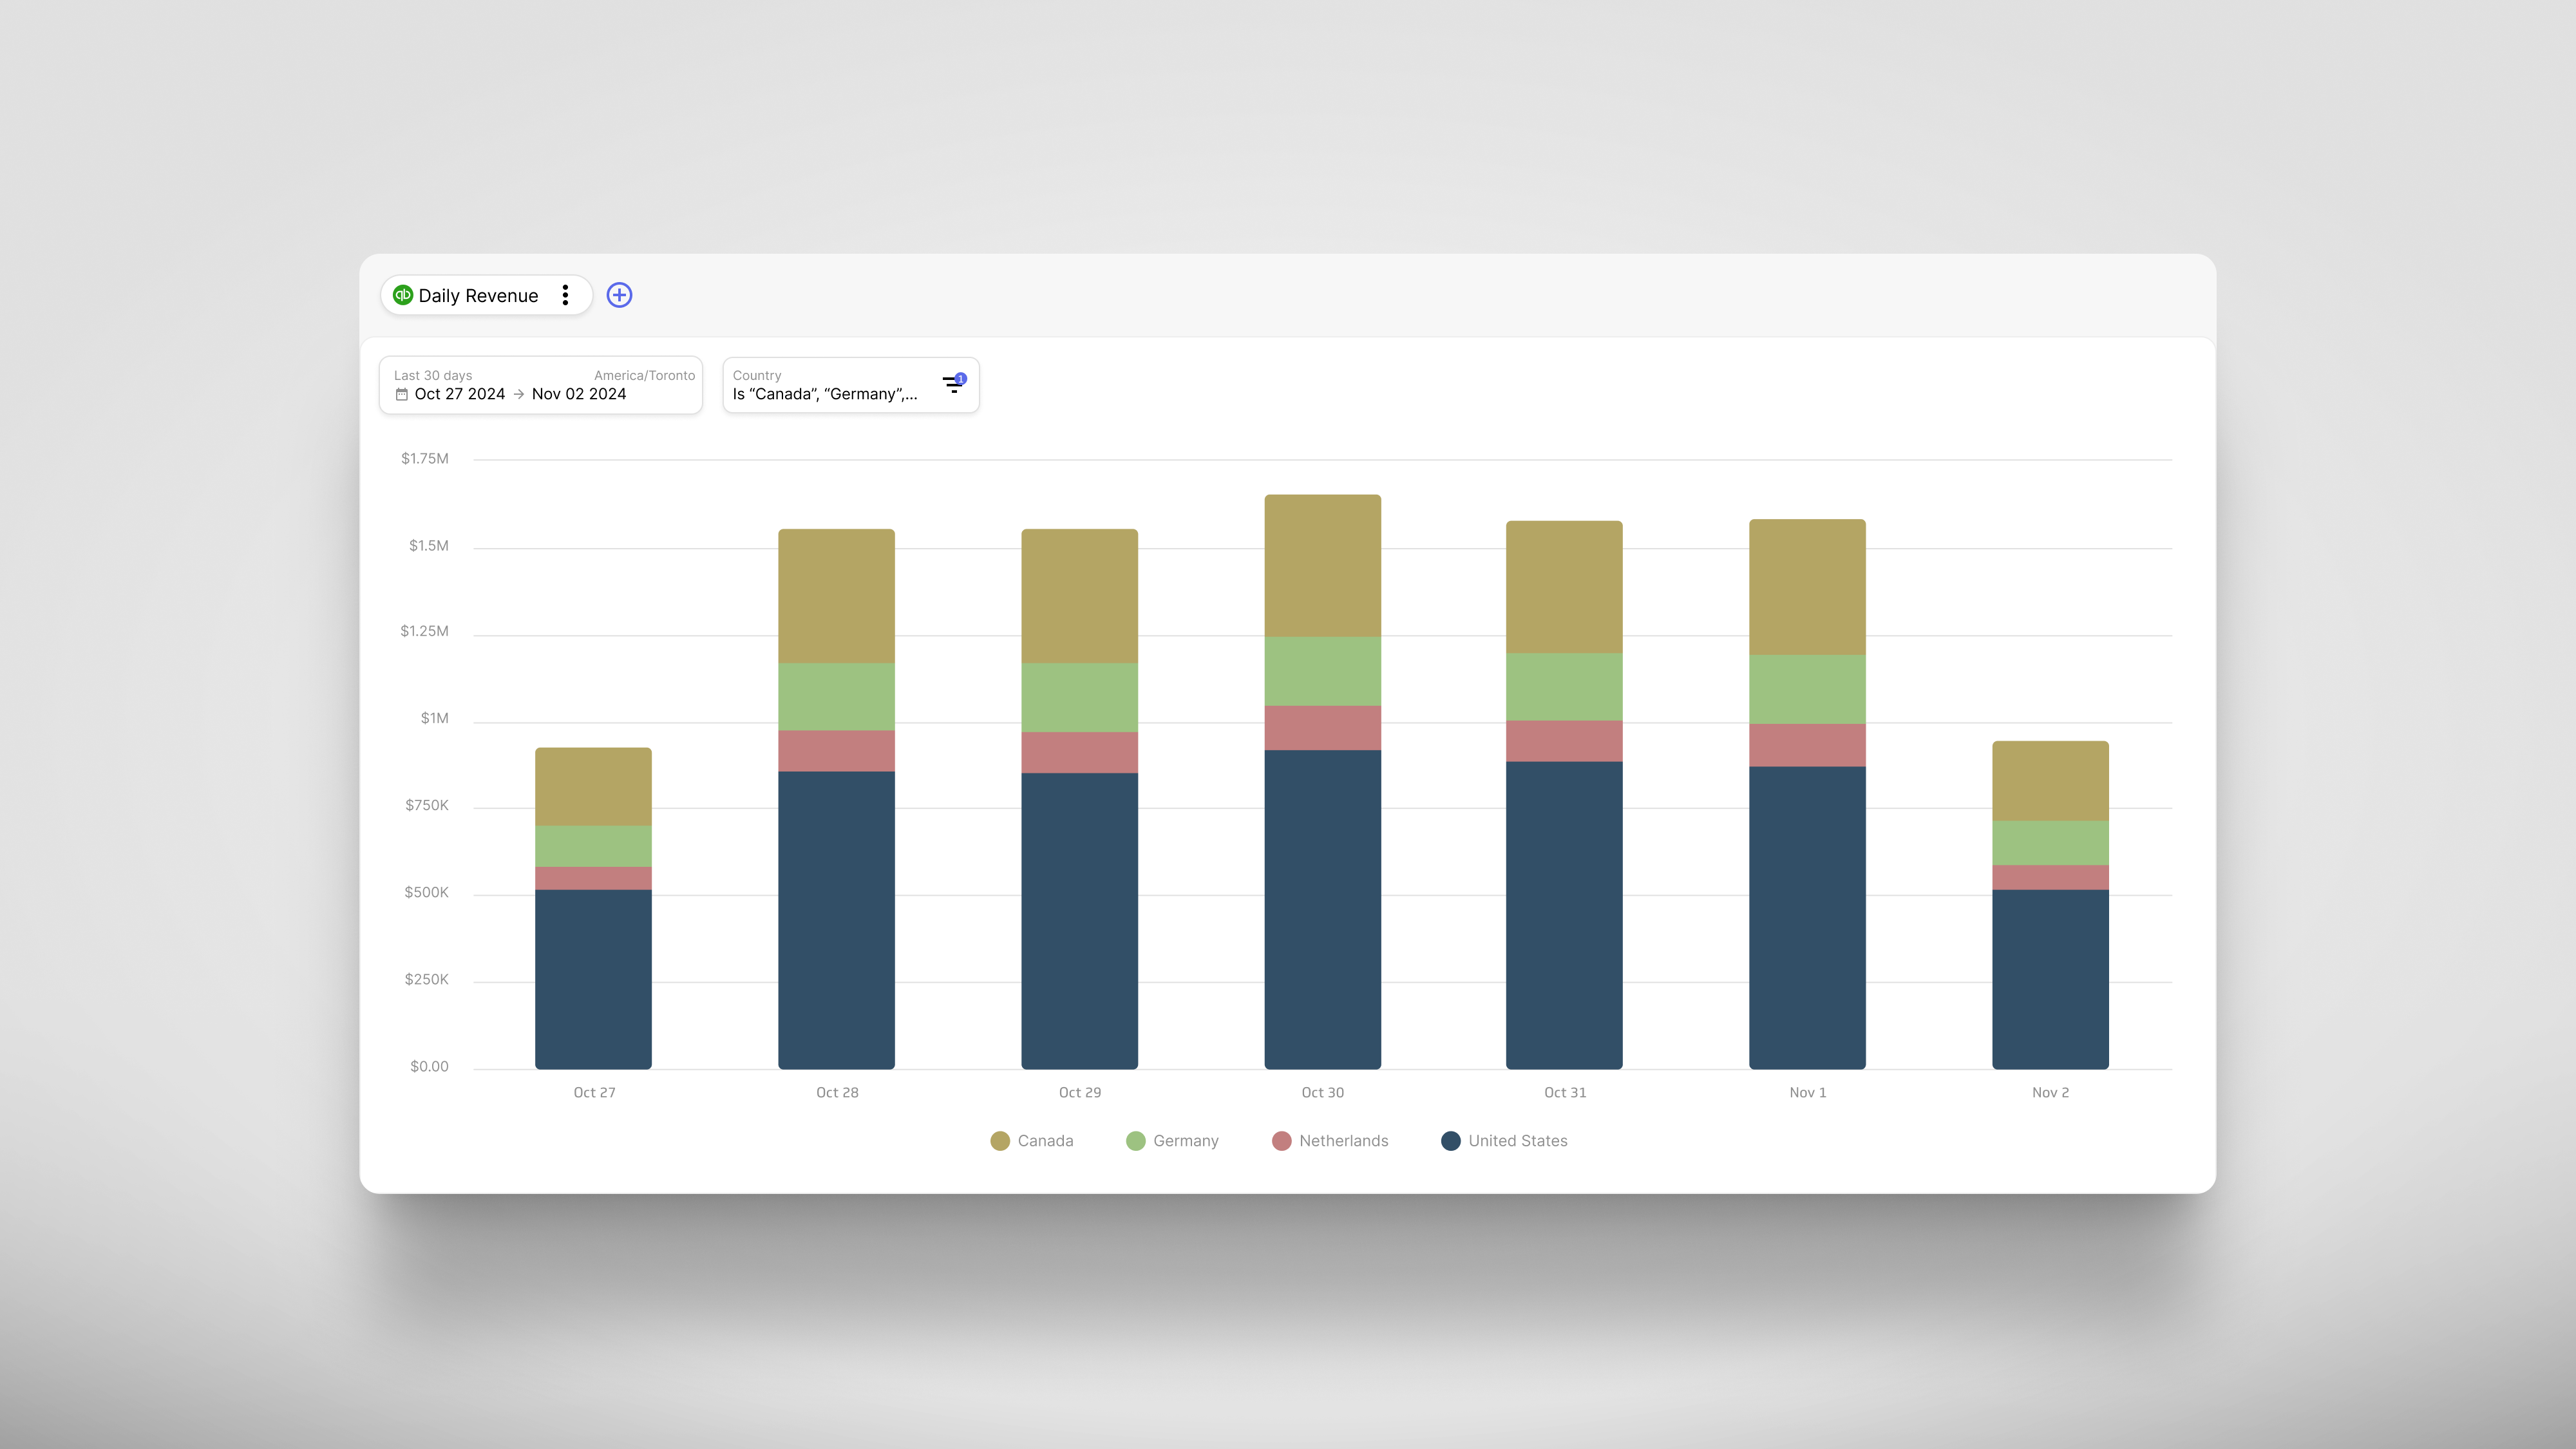 qb Daily Revenue
Last 30 days America/Toronto
Oct 27 2024 → Nov 02 2024
Country
Is “Canada”, “Germany”,...
1
$1.75M
$1.5M
$1.25M
$1M
$750K
$500K
$250K
$0.00
Oct 27 Oct 28 Oct 29 Oct 30 Oct 31 Nov 1 Nov 2
Canada Germany Netherlands United States